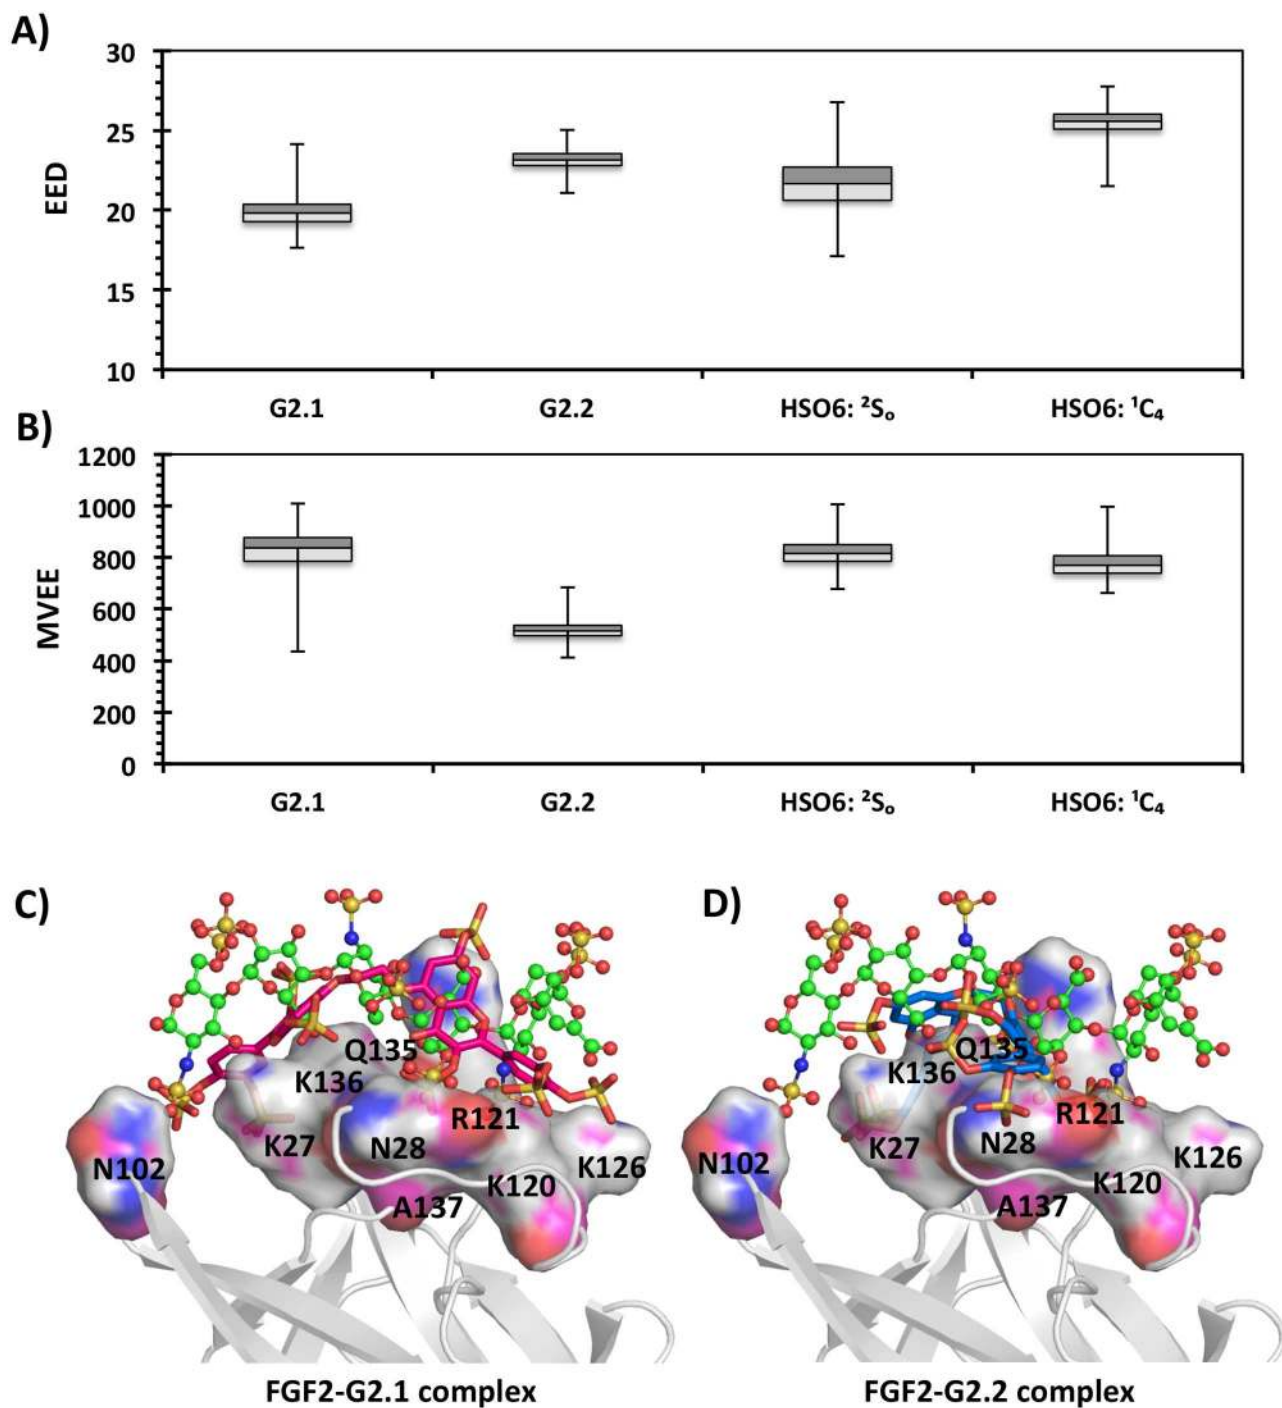 A)
30
25
20
15
10
EED
G2.1 G2.2 HSO6: ²Sₒ HSO6: ¹C₄
B)
1200
1000
800
600
400
200
0
MVEE
G2.1 G2.2 HSO6: ²Sₒ HSO6: ¹C₄
C)
Q135
K136
R121
K27
N28
N102
K126
K120
A137
FGF2-G2.1 complex
D)
Q135
K136
R121
K27
N28
N102
K126
K120
A137
FGF2-G2.2 complex